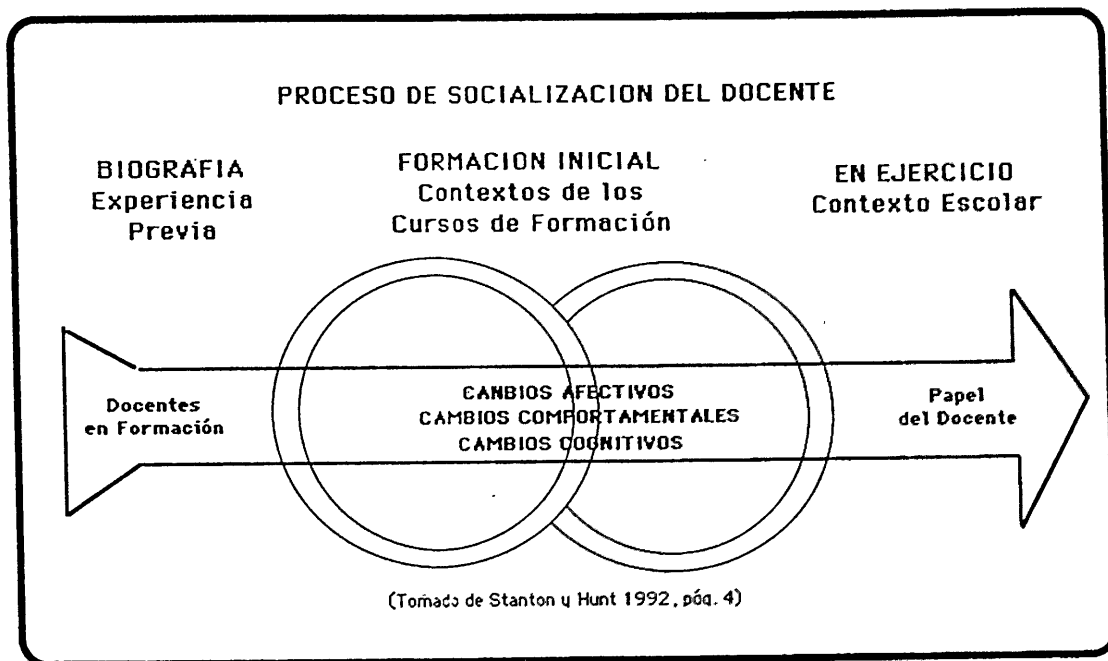 PROCESO DE SOCIALIZACION DEL DOCENTE
BIOGRAFIA
Experiencia
Previa
FORMACION INICIAL
Contextos de los
Cursos de Formación
EN EJERCICIO
Contexto Escolar
Docentes
en Formación
CANBIOS AFECTIVOS
CAMBIOS COMPORTAMENTALES
CAMBIOS COGNITIVOS
Papel
del Docente
(Tomado de Stanton y Hunt 1992, pág. 4)